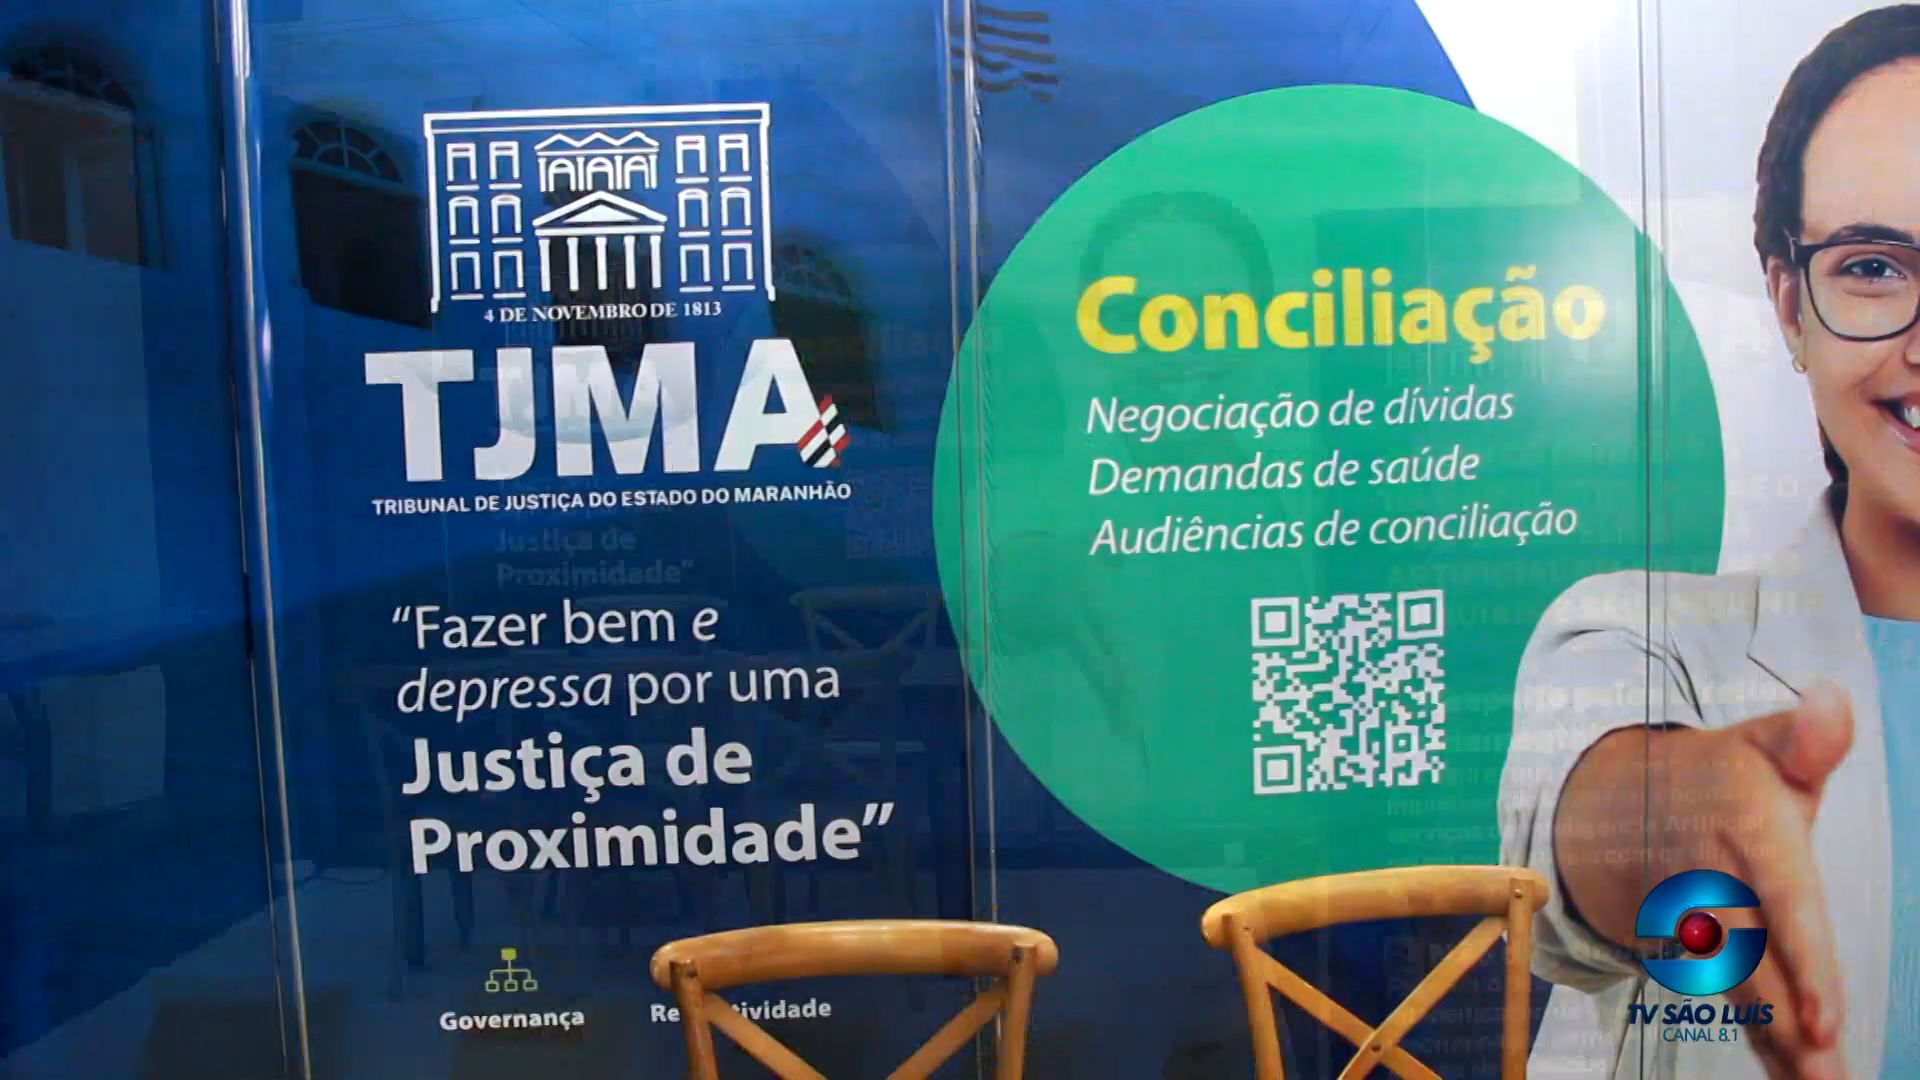 4 DE NOVEMBRO DE 1813
TJMA
TRIBUNAL DE JUSTIÇA DO ESTADO DO MARANHÃO
“Fazer bem e
depressa por uma
Justiça de
Proximidade”
Governança
Conciliação
Negociação de dívidas
Demandas de saúde
Audiências de conciliação
TV SÃO LUÍS
CANAL 8.1